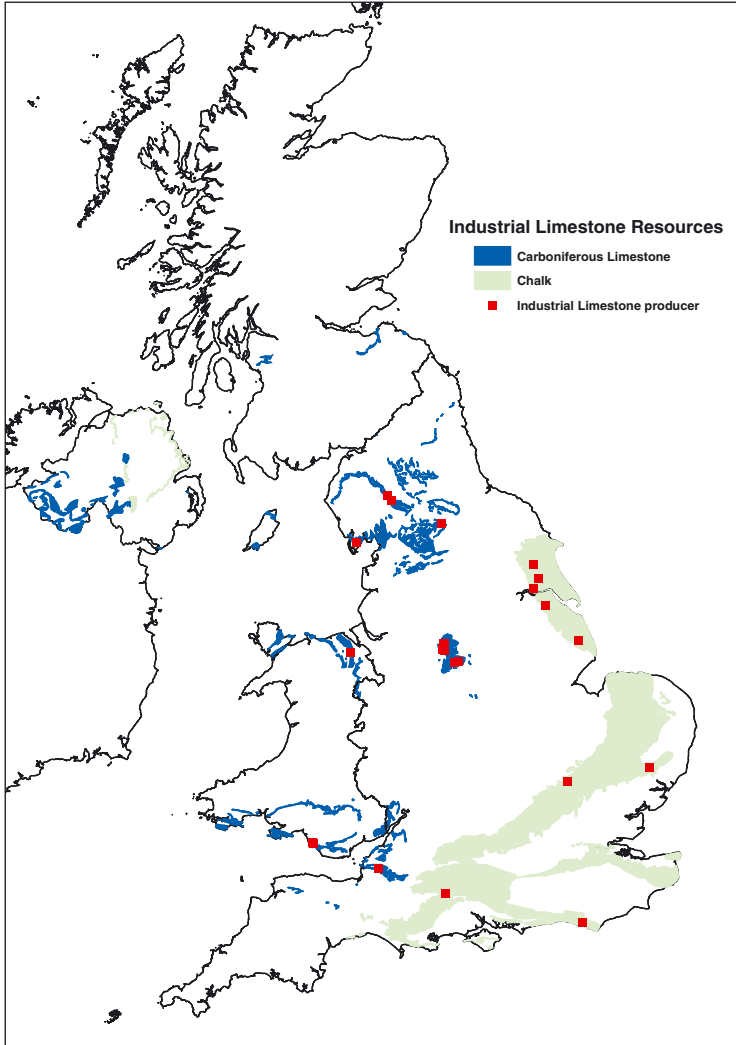 Industrial Limestone Resources
Carboniferous Limestone
Chalk
Industrial Limestone producer